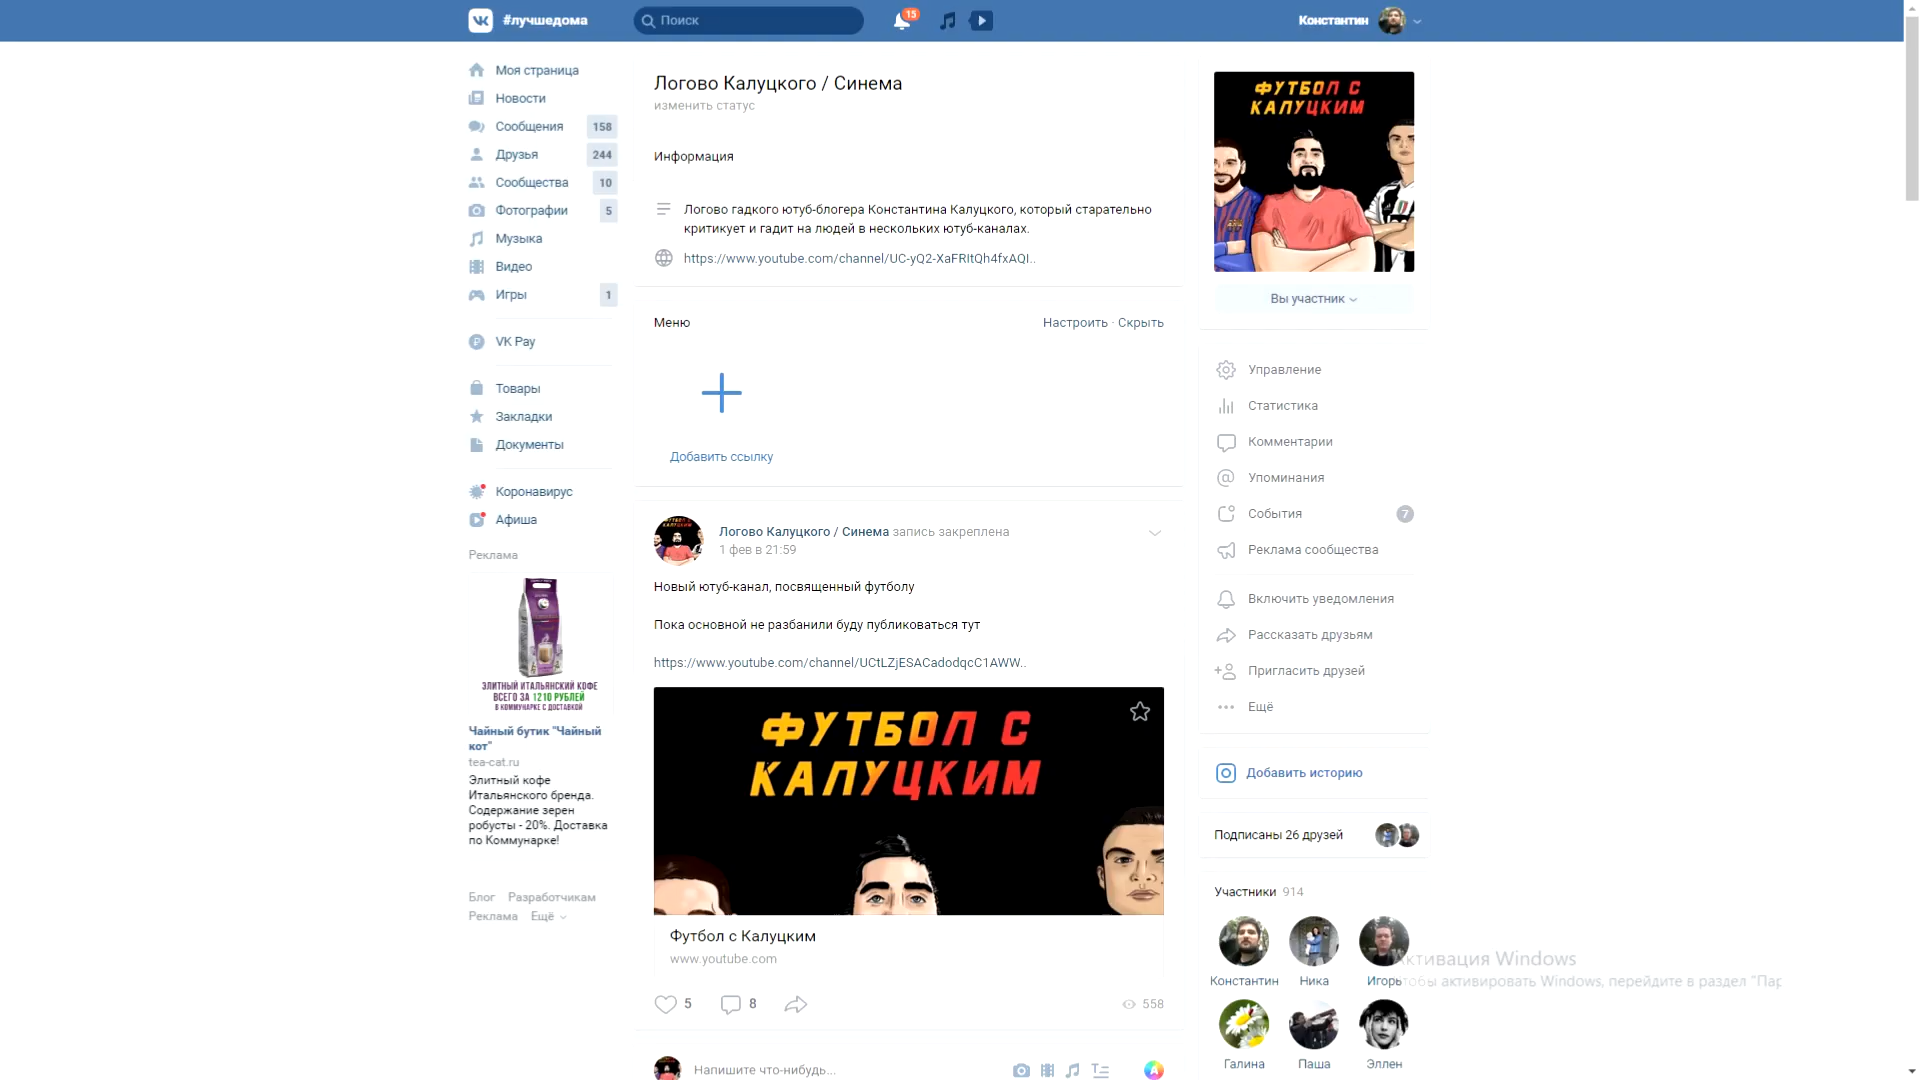 #лучшедома
Поиск
15
Константин
Моя страница
Новости
Сообщения 158
Друзья 244
Сообщества 10
Фотографии 5
Музыка
Видео
Игры 1
VK Pay
Товары
Закладки
Документы
Коронавирус
Афиша
Реклама
ЭЛИТНЫЙ ИТАЛЬЯНСКИЙ КОФЕ
ВСЕГО ЗА 1210 РУБЛЕЙ
В КОММУНАРКЕ С ДОСТАВКОЙ
Чайный бутик "Чайный
кот"
tea-cat.ru
Элитный кофе
Итальянского бренда.
Содержание зерен
робусты - 20%. Доставка
по Коммунарке!
Блог Разработчикам
Реклама Ещё
Логово Калуцкого / Синема
изменить статус
Информация
Логово гадкого ютуб-блогера Константина Калуцкого, который старательно
критикует и гадит на людей в нескольких ютуб-каналах.
https://www.youtube.com/channel/UC-yQ2-XaFRItQh4fxAQI..
Меню
Настроить · Скрыть
Добавить ссылку
Логово Калуцкого / Синема запись закреплена
1 фев в 21:59
Новый ютуб-канал, посвященный футболу
Пока основной не разбанили буду публиковаться тут
https://www.youtube.com/channel/UCtLZjESACadodqcC1AWW..
ФУТБОЛ С
КАЛУЦКИМ
Футбол с Калуцким
www.youtube.com
5 8 558
Напишите что-нибудь...
ФУТБОЛ С
КАЛУЦКИМ
Вы участник
Управление
Статистика
Комментарии
Упоминания
События 7
Реклама сообщества
Включить уведомления
Рассказать друзьям
Пригласить друзей
Ещё
Добавить историю
Подписаны 26 друзей
Участники 914
Константин Ника Игорь
Галина Паша Эллен
Активация Windows
Чтобы активировать Windows, перейдите в раздел "Пар